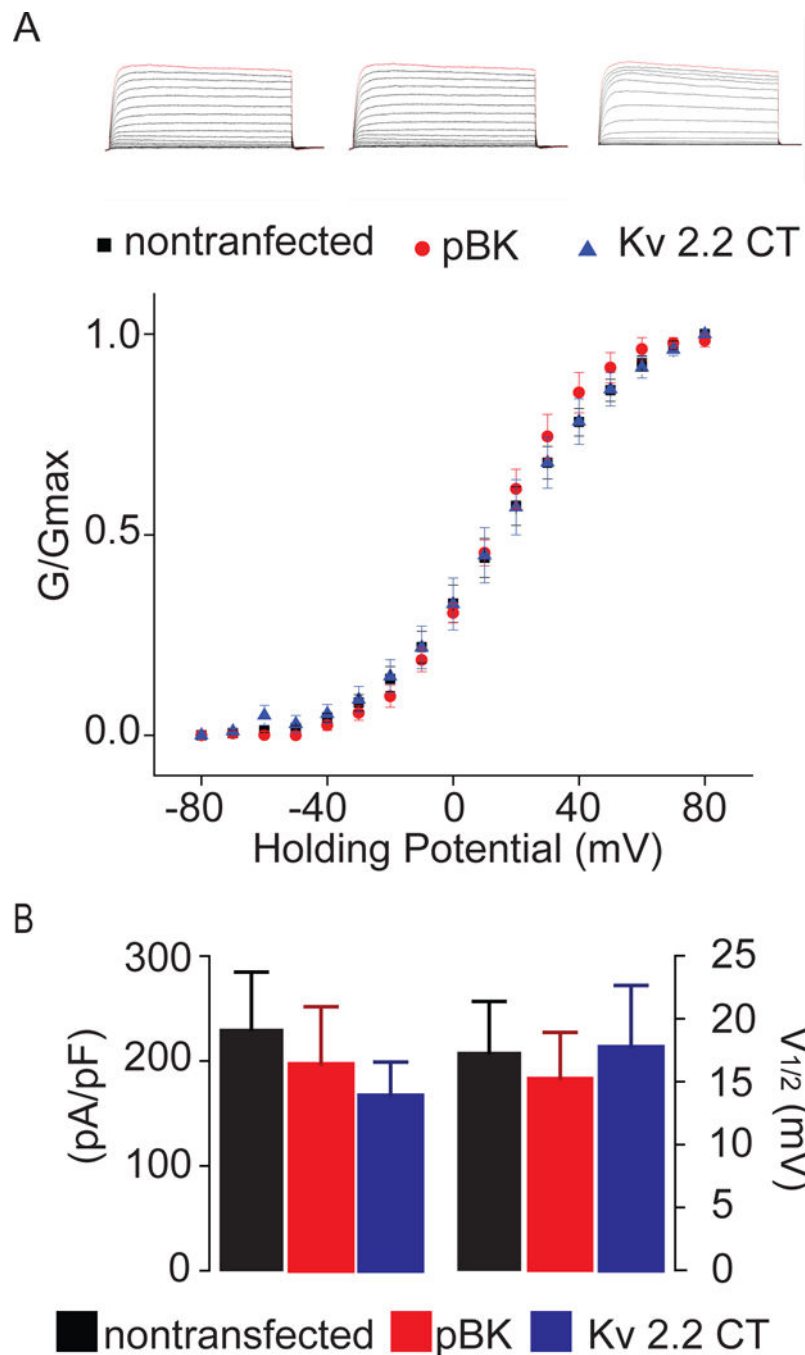 A
nontranfected pBK Kv 2.2 CT
1.0
0.5
0.0
G/Gmax
-80 -40 0 40 80
Holding Potential (mV)
B
300
200
100
0
(pA/pF)
25
20
15
10
5
0
V1/2 (mV)
nontransfected pBK Kv 2.2 CT